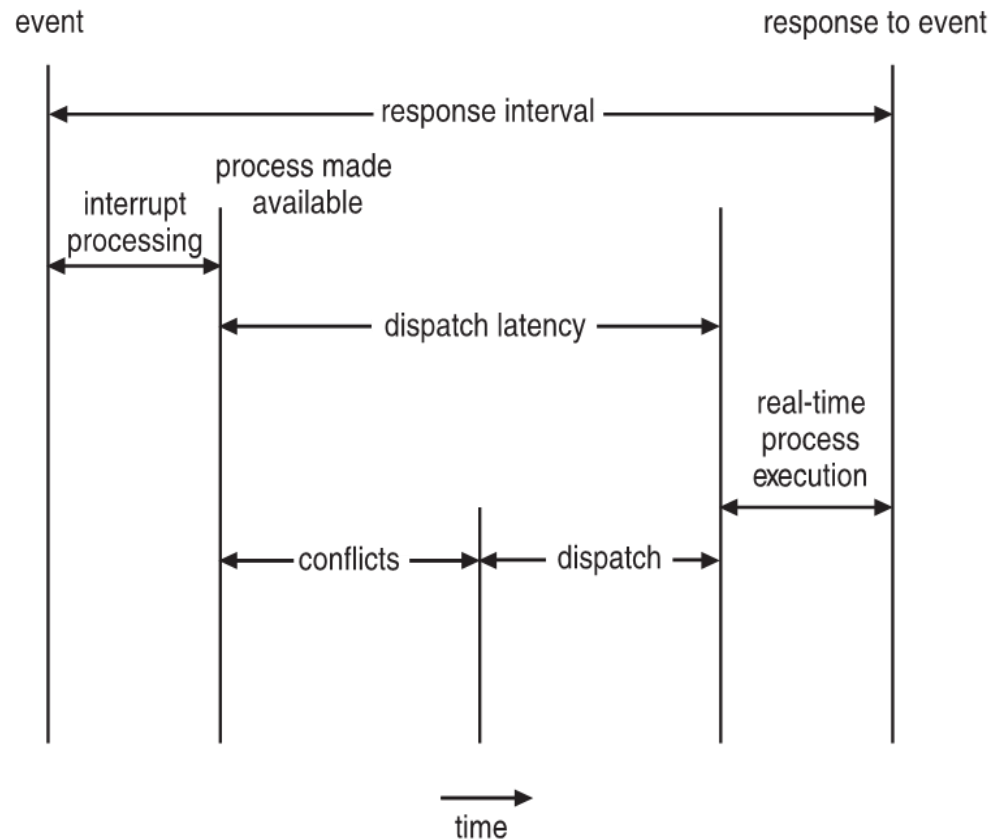 event
response to event
response interval
process made
available
interrupt
processing
dispatch latency
real-time
process
execution
conflicts
dispatch
time